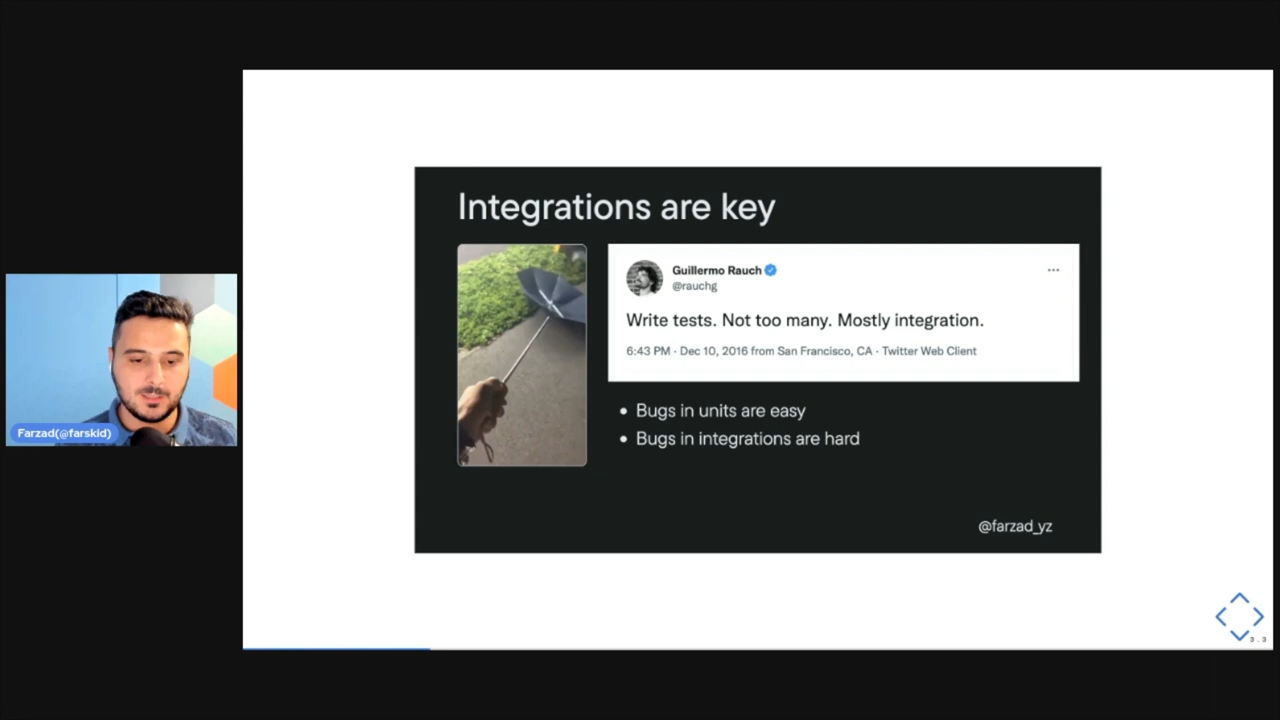 Integrations are key
Guillermo Rauch
@rauchg
Write tests. Not too many. Mostly integration.
6:43 PM · Dec 10, 2016 from San Francisco, CA · Twitter Web Client
• Bugs in units are easy
• Bugs in integrations are hard
Farzad(@farskid)
@farzad_yz
3.3